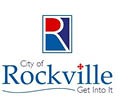 R
City of
Rockville
Get Into It